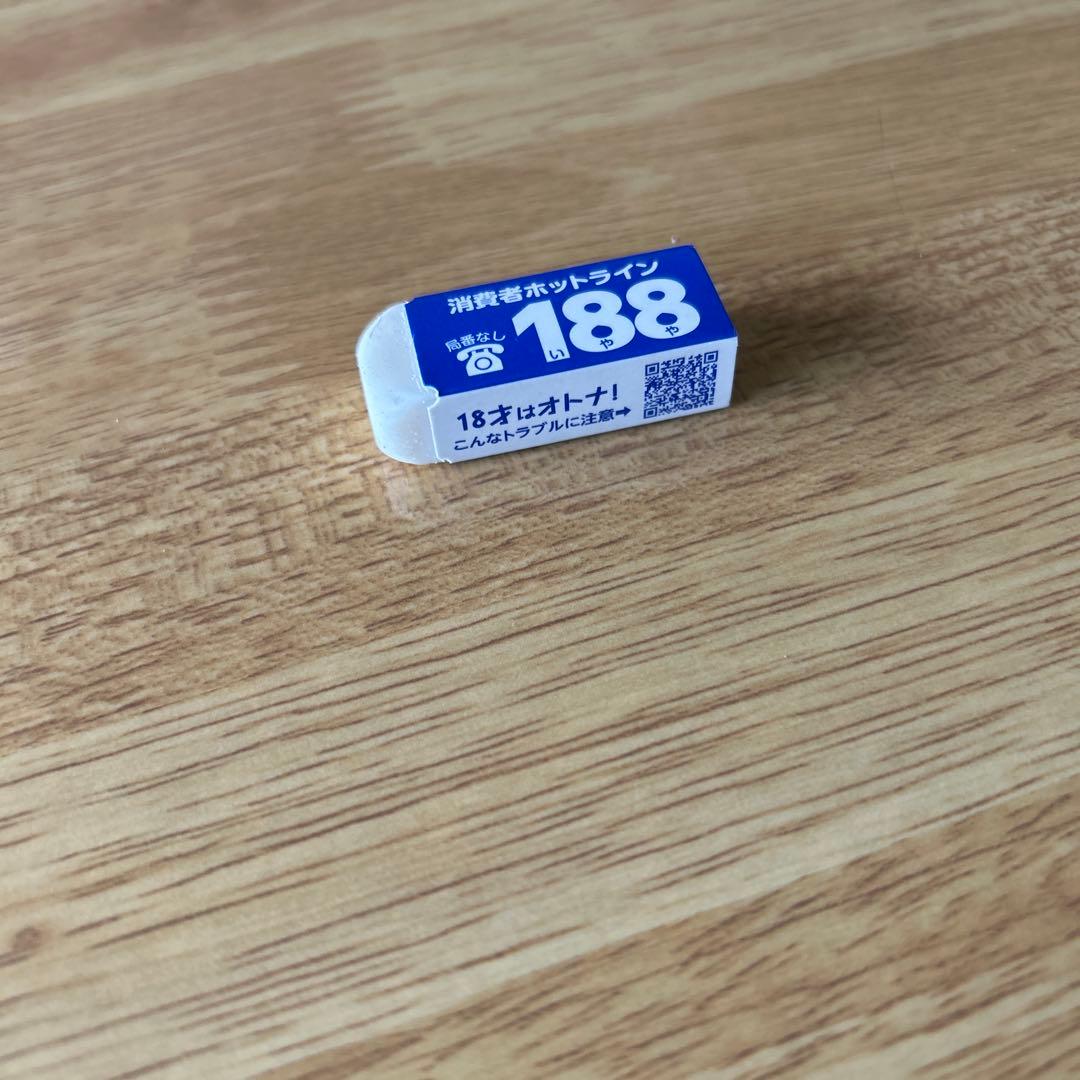 消費者ホットライン
局番なし
188
いやや
18才はオトナ!
こんなトラブルに注意➡